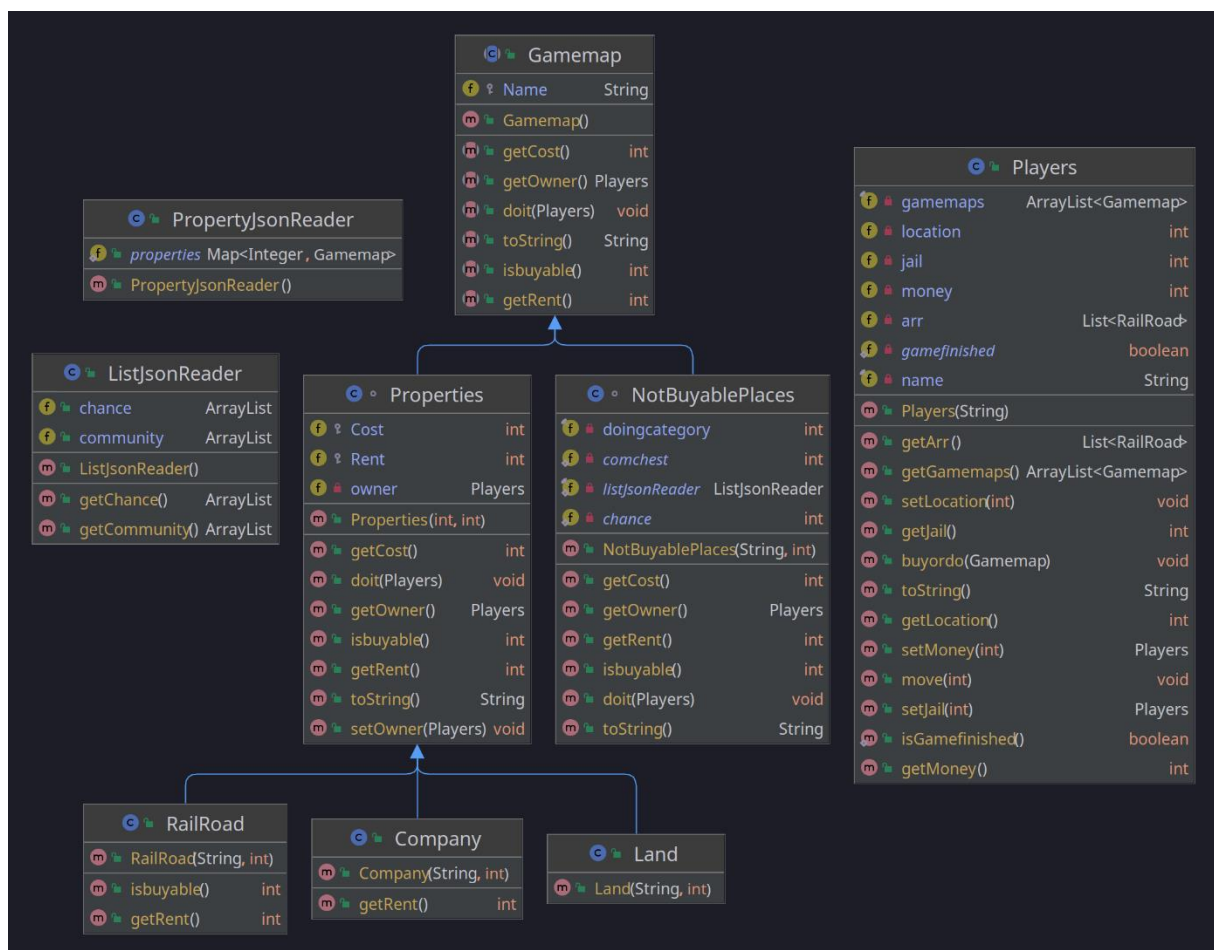 Gamemap
Name String
Gamemap()
getCost() int
getOwner() Players
doit(Players) void
toString() String
isbuyable() int
getRent() int
PropertyJsonReader
properties Map<Integer, Gamemap>
PropertyJsonReader()
ListJsonReader
chance ArrayList
community ArrayList
ListJsonReader()
getChance() ArrayList
getCommunity() ArrayList
Properties
Cost int
Rent int
owner Players
Properties(int, int)
getCost() int
doit(Players) void
getOwner() Players
isbuyable() int
getRent() int
toString() String
setOwner(Players) void
NotBuyablePlaces
doingcategory int
comchest int
listJsonReader ListJsonReader
chance int
NotBuyablePlaces(String, int)
getCost() int
getOwner() Players
getRent() int
isbuyable() int
doit(Players) void
toString() String
Players
gamemaps ArrayList<Gamemap>
location int
jail int
money int
arr List<RailRoad>
gamefinished boolean
name String
Players(String)
getArr() List<RailRoad>
getGamemaps() ArrayList<Gamemap>
setLocation(int) void
getJail() int
buyordo(Gamemap) void
toString() String
getLocation() int
setMoney(int) Players
move(int) void
setJail(int) Players
isGamefinished() boolean
getMoney() int
RailRoad
RailRoad(String, int)
isbuyable() int
getRent() int
Company
Company(String, int)
getRent() int
Land
Land(String, int)